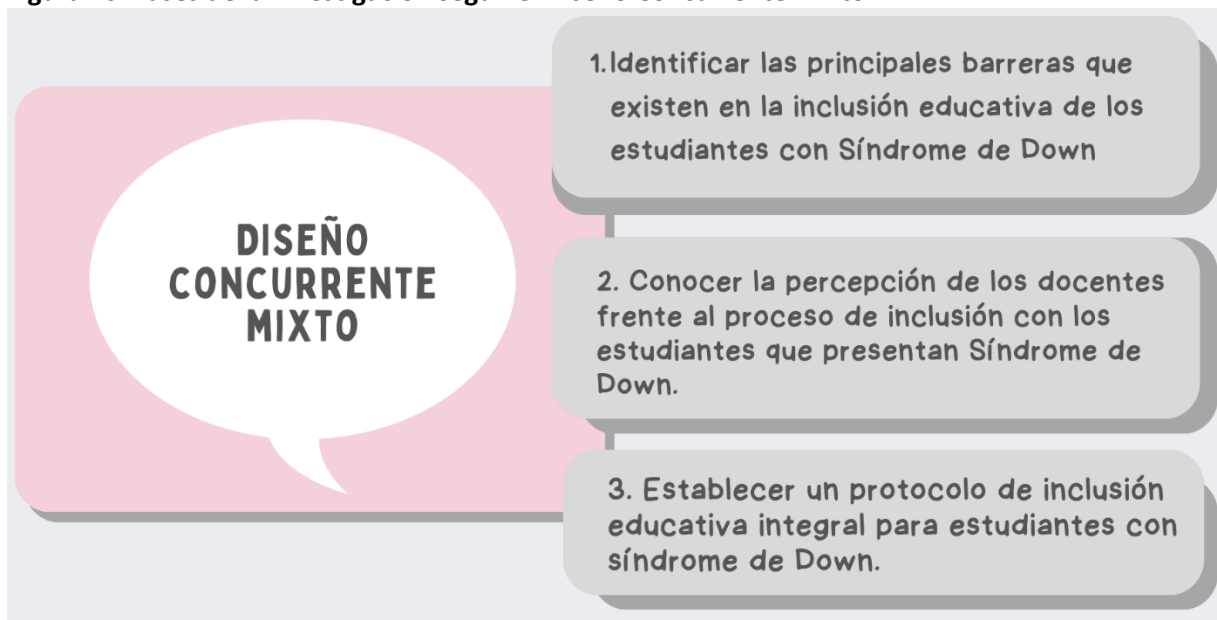 DISEÑO
CONCURRENTE
MIXTO
1. Identificar las principales barreras que
existen en la inclusión educativa de los
estudiantes con Síndrome de Down
2. Conocer la percepción de los docentes
frente al proceso de inclusión con los
estudiantes que presentan Síndrome de
Down.
3. Establecer un protocolo de inclusión
educativa integral para estudiantes con
síndrome de Down.